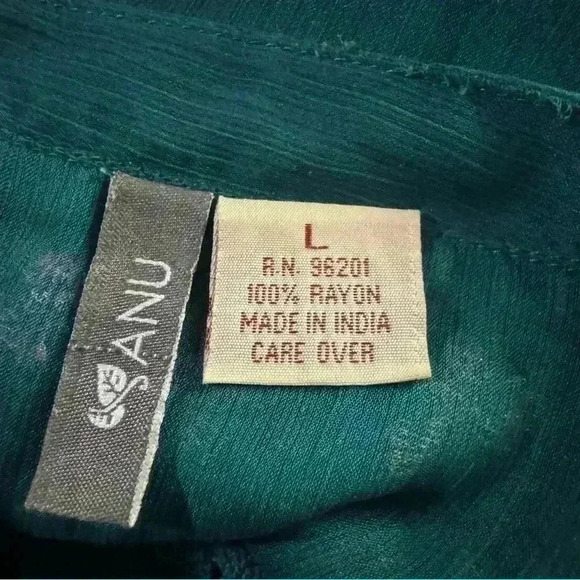 ANU
L
R.N. 96201
100% RAYON
MADE IN INDIA
CARE OVER